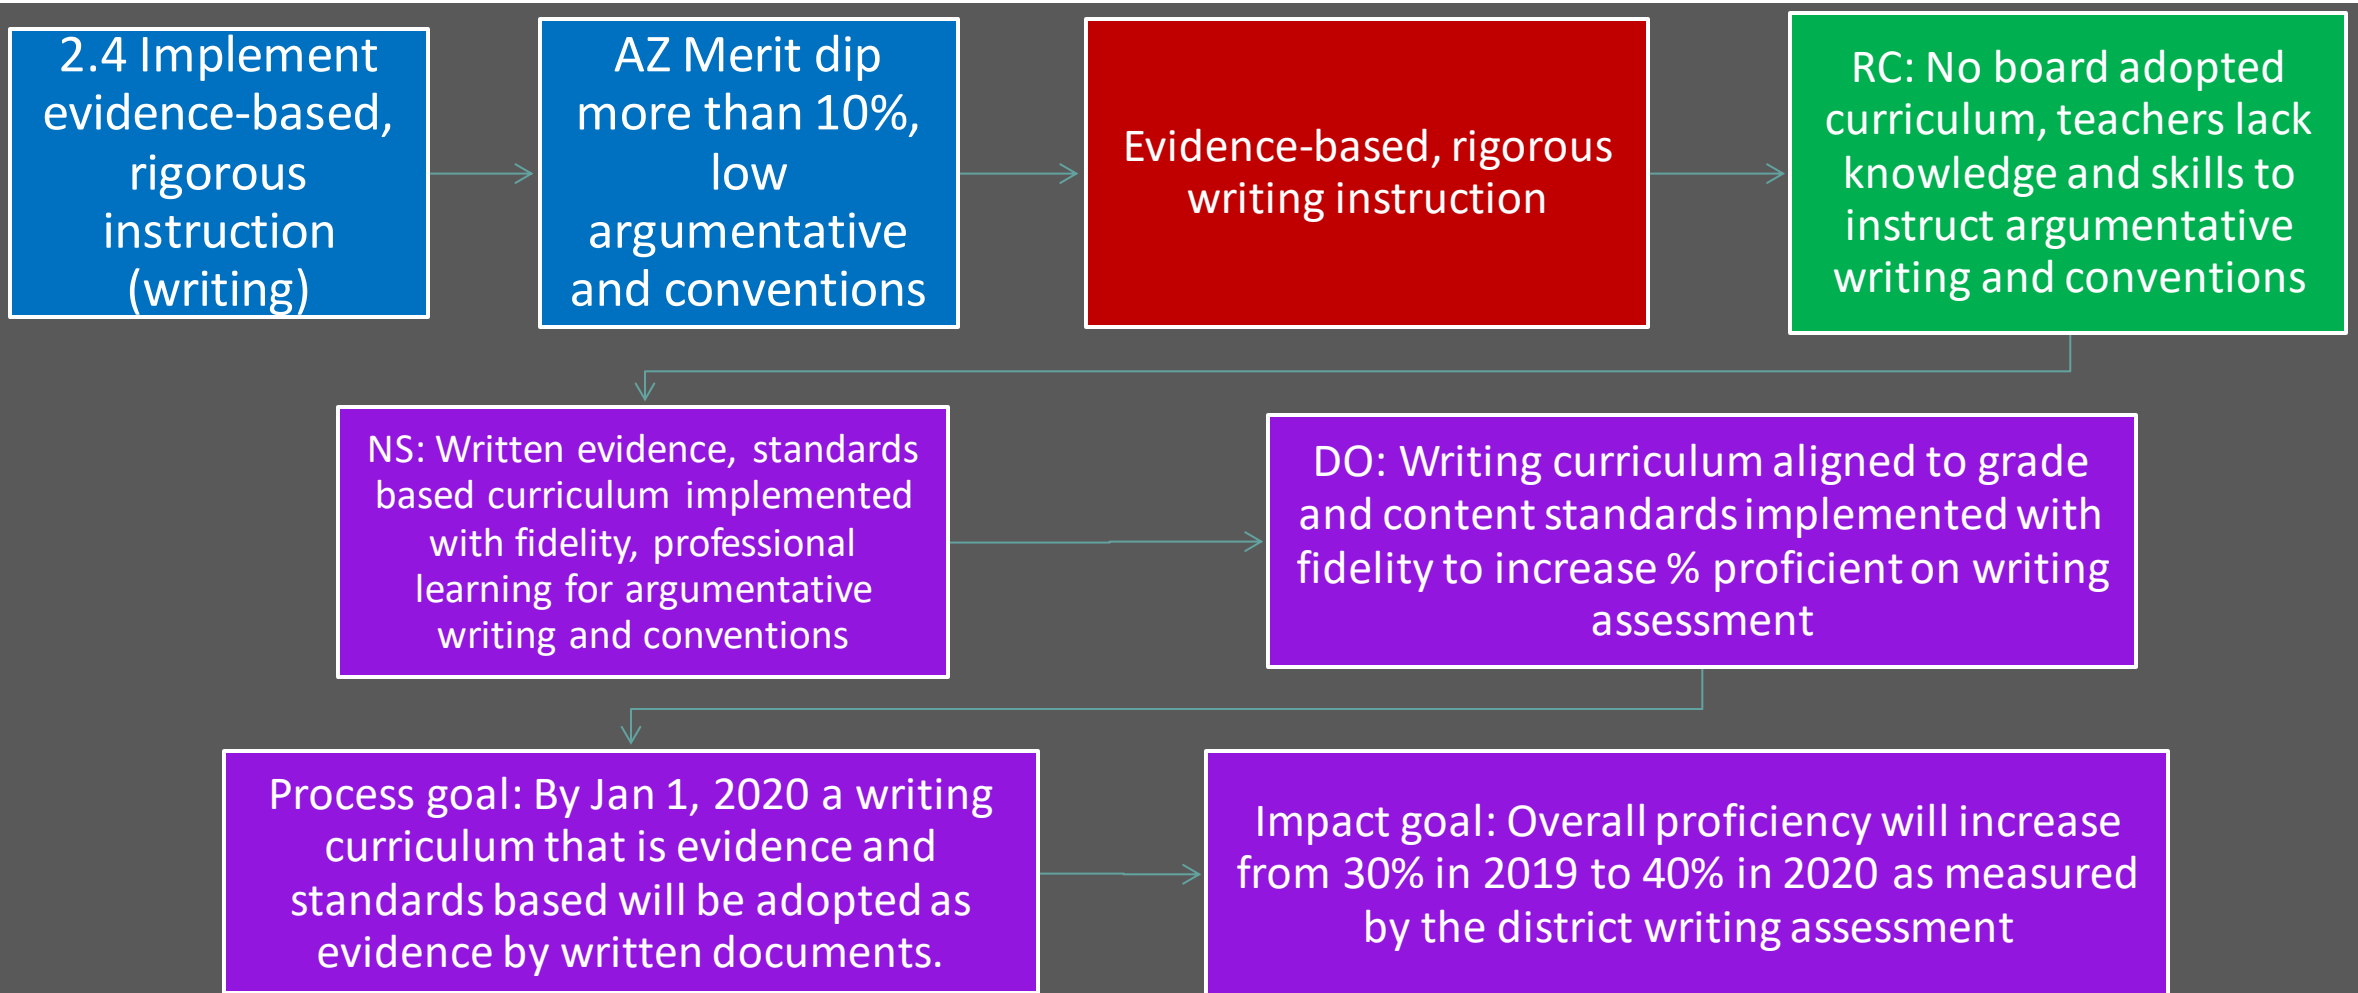 2.4 Implement
evidence-based,
rigorous
instruction
(writing)
AZ Merit dip
more than 10%,
low
argumentative
and conventions
Evidence-based, rigorous
writing instruction
RC: No board adopted
curriculum, teachers lack
knowledge and skills to
instruct argumentative
writing and conventions
NS: Written evidence, standards
based curriculum implemented
with fidelity, professional
learning for argumentative
writing and conventions
DO: Writing curriculum aligned to grade
and content standards implemented with
fidelity to increase % proficient on writing
assessment
Process goal: By Jan 1, 2020 a writing
curriculum that is evidence and
standards based will be adopted as
evidence by written documents.
Impact goal: Overall proficiency will increase
from 30% in 2019 to 40% in 2020 as measured
by the district writing assessment